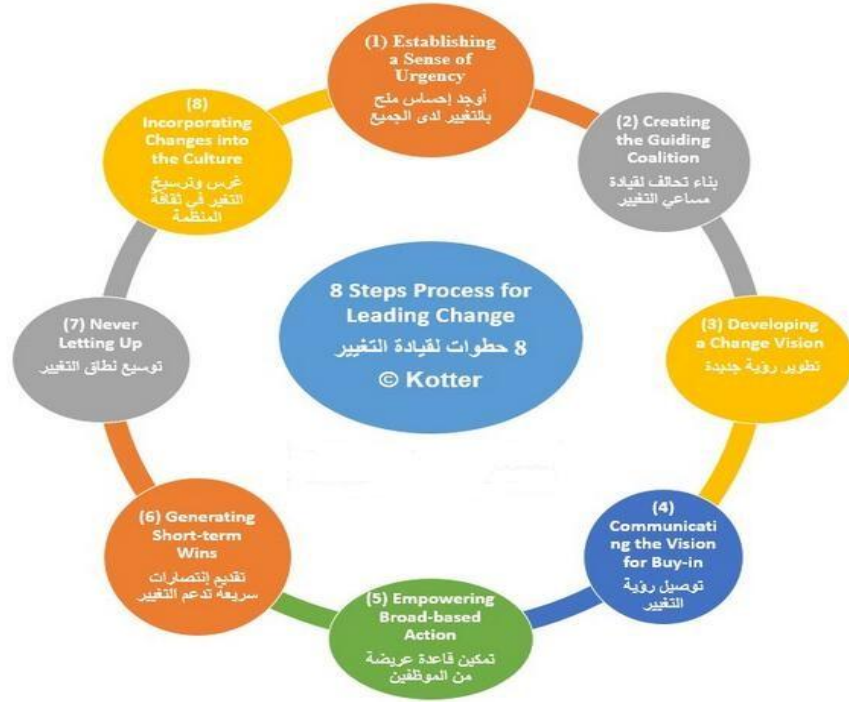 (1) Establishing
a Sense of
Urgency
أوجد إحساس ملح
بالتغيير لدى الجميع
(2) Creating
the Guiding
Coalition
بناء تحالف لقيادة
مساعي التغيير
(3) Developing
a Change Vision
تطوير رؤية جديدة
(4)
Communicati
ng the Vision
for Buy-in
توصيل رؤية
التغيير
(5) Empowering
Broad-based
Action
تمكين قاعدة عريضة
من الموظفين
(6) Generating
Short-term
Wins
تقديم إنتصارات
سريعة تدعم التغيير
(7) Never
Letting Up
توسيع نطاق التغيير
(8)
Incorporating
Changes into
the Culture
غرس وترسيخ
التغير في ثقافة
المنظمة
8 Steps Process for
Leading Change
8 حطوات لقيادة التغيير
© Kotter